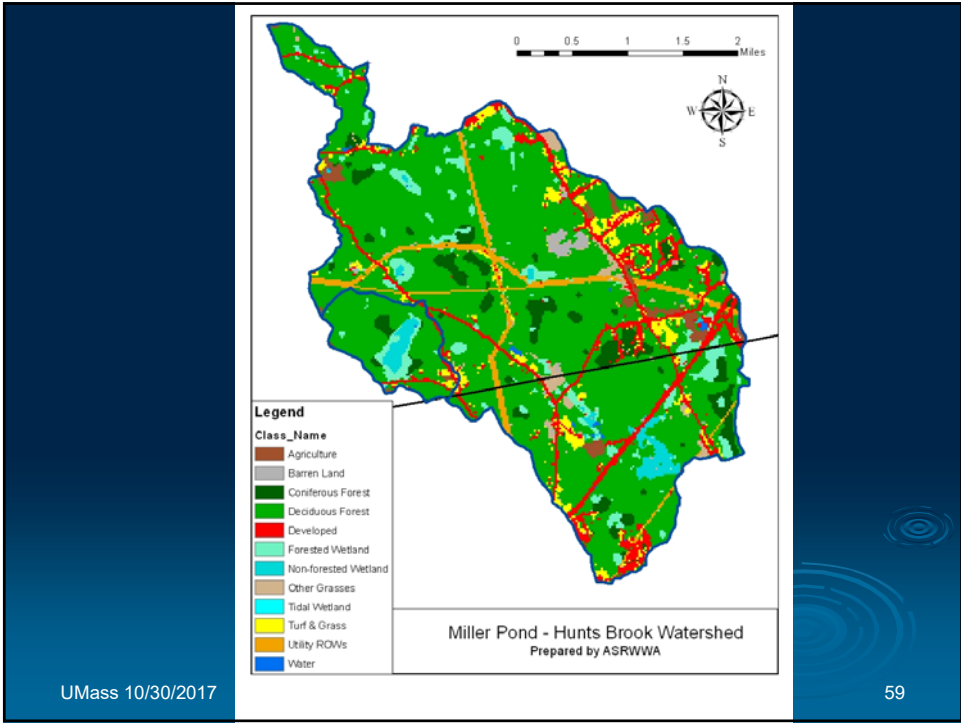 0 0.5 1 1.5 2
Miles
N
W E
S
Legend
Class_Name
Agriculture
Barren Land
Coniferous Forest
Deciduous Forest
Developed
Forested Wetland
Non-forested Wetland
Other Grasses
Tidal Wetland
Turf & Grass
Utility ROWs
Water
Miller Pond - Hunts Brook Watershed
Prepared by ASRWWA
UMass 10/30/2017
59